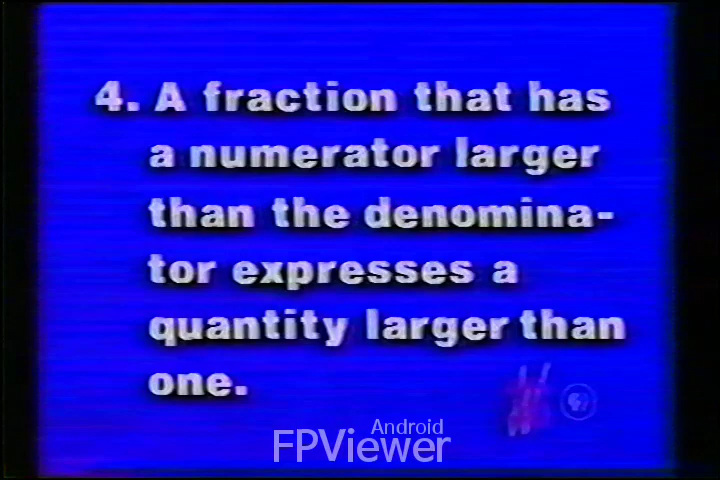 4. A fraction that has
a numerator larger
than the denomina-
tor expresses a
quantity larger than
one.
Android
FPViewer